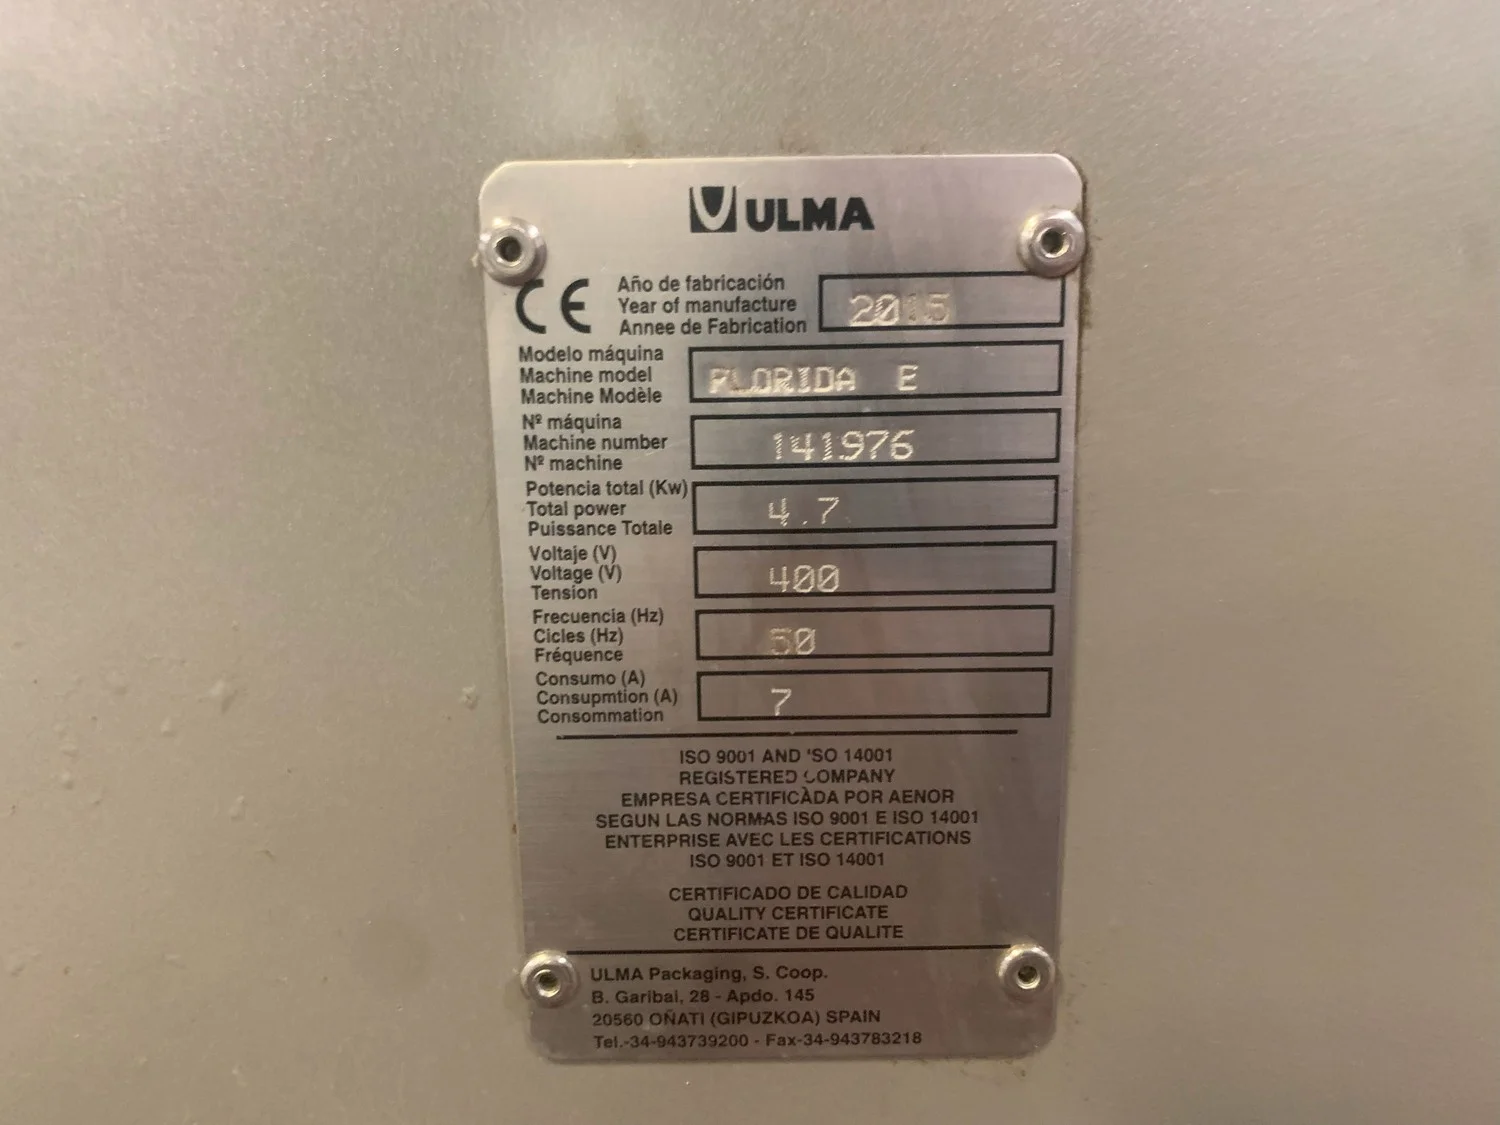 ULMA
CE
Año de fabricación
Year of manufacture
Annee de Fabrication
2015
Modelo máquina
Machine model
Machine Modèle
FLORIDA E
Nº máquina
Machine number
Nº machine
141976
Potencia total (Kw)
Total power
Puissance Totale
4.7
Voltaje (V)
Voltage (V)
Tension
400
Frecuencia (Hz)
Cicles (Hz)
Fréquence
50
Consumo (A)
Consupmtion (A)
Consommation
7
ISO 9001 AND ISO 14001
REGISTERED COMPANY
EMPRESA CERTIFICADA POR AENOR
SEGUN LAS NORMAS ISO 9001 E ISO 14001
ENTERPRISE AVEC LES CERTIFICATIONS
ISO 9001 ET ISO 14001
CERTIFICADO DE CALIDAD
QUALITY CERTIFICATE
CERTIFICATE DE QUALITE
ULMA Packaging, S. Coop.
B. Garibai, 28 - Apdo. 145
20560 OÑATI (GIPUZKOA) SPAIN
Tel.-34-943739200 - Fax-34-943783218